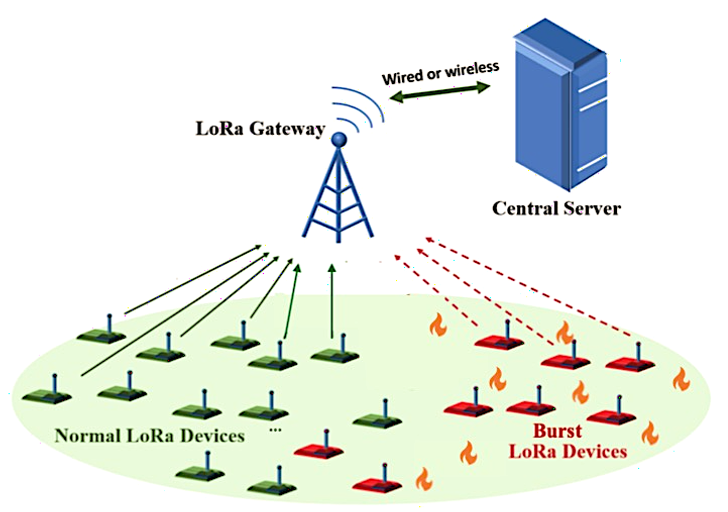 Wired or wireless
LoRa Gateway
Central Server
Normal LoRa Devices
...
Burst
LoRa Devices